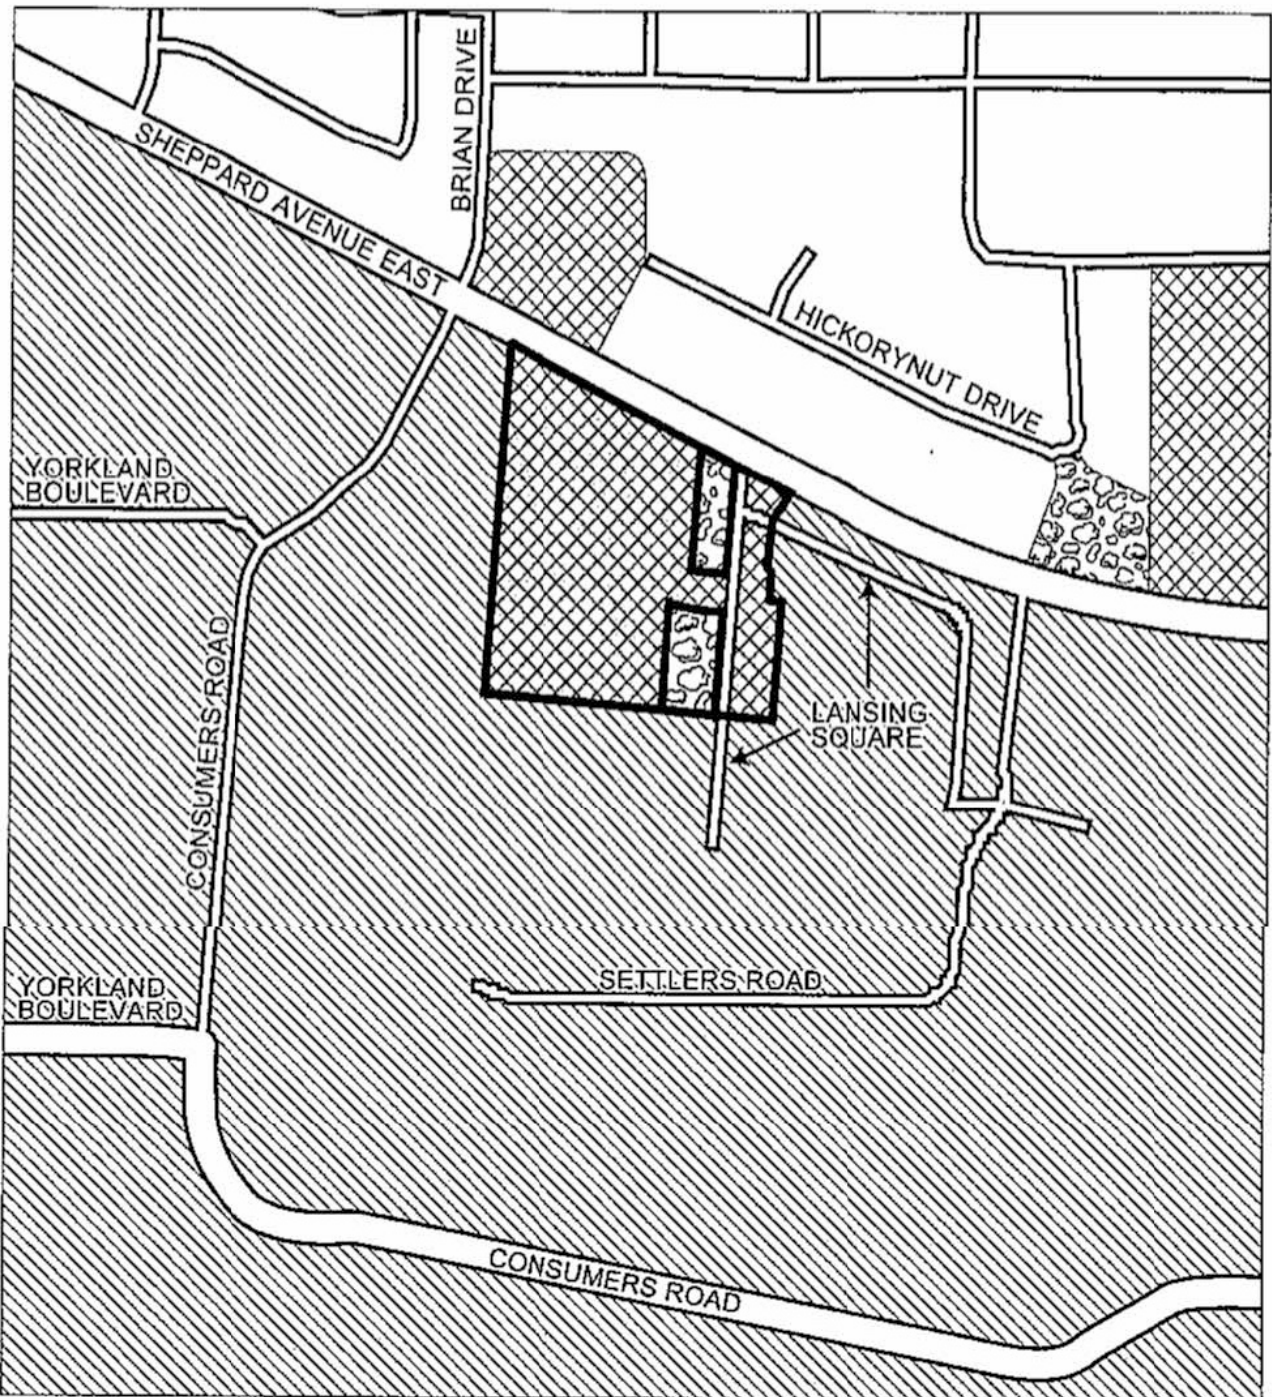 BRIAN DRIVE
SHEPPARD AVENUE EAST
HICKORYNUT DRIVE
YORKLAND
BOULEVARD
CONSUMERS ROAD
LANSING
SQUARE
YORKLAND
BOULEVARD
SETTLERS ROAD
CONSUMERS ROAD